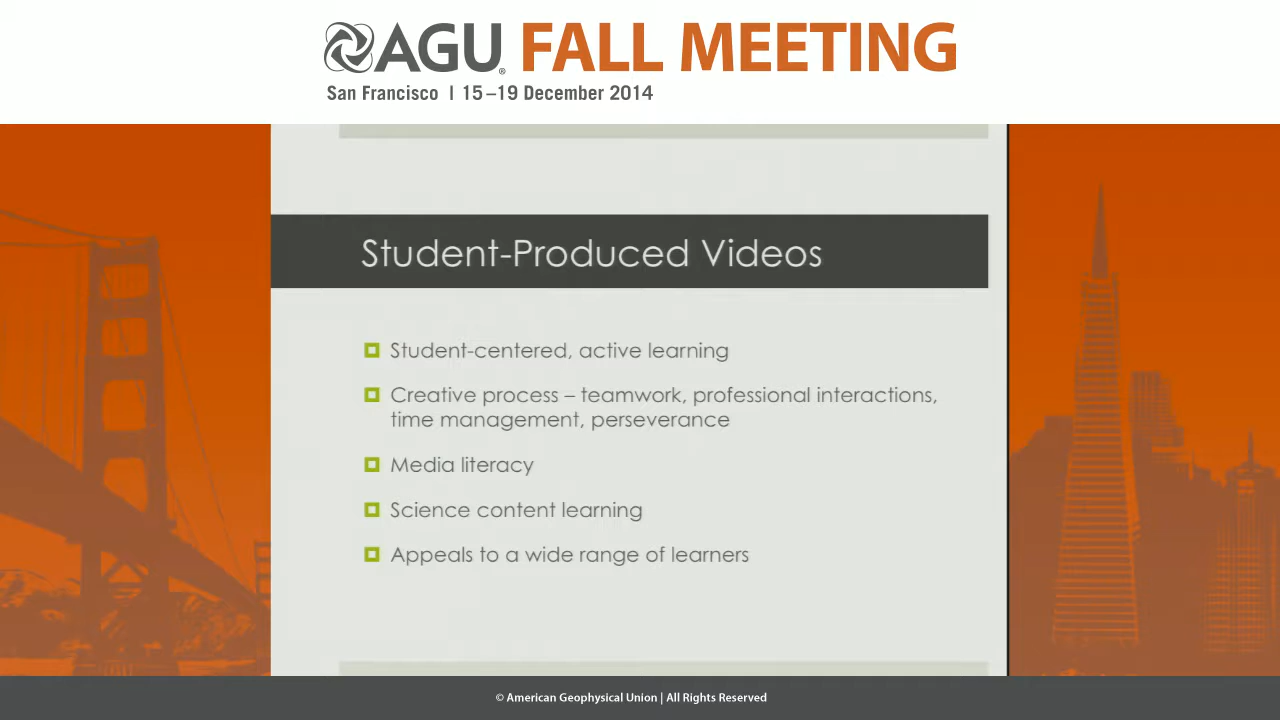 AGU® FALL MEETING
San Francisco | 15–19 December 2014
Student-Produced Videos
Student-centered, active learning
Creative process – teamwork, professional interactions,
time management, perseverance
Media literacy
Science content learning
Appeals to a wide range of learners
© American Geophysical Union | All Rights Reserved